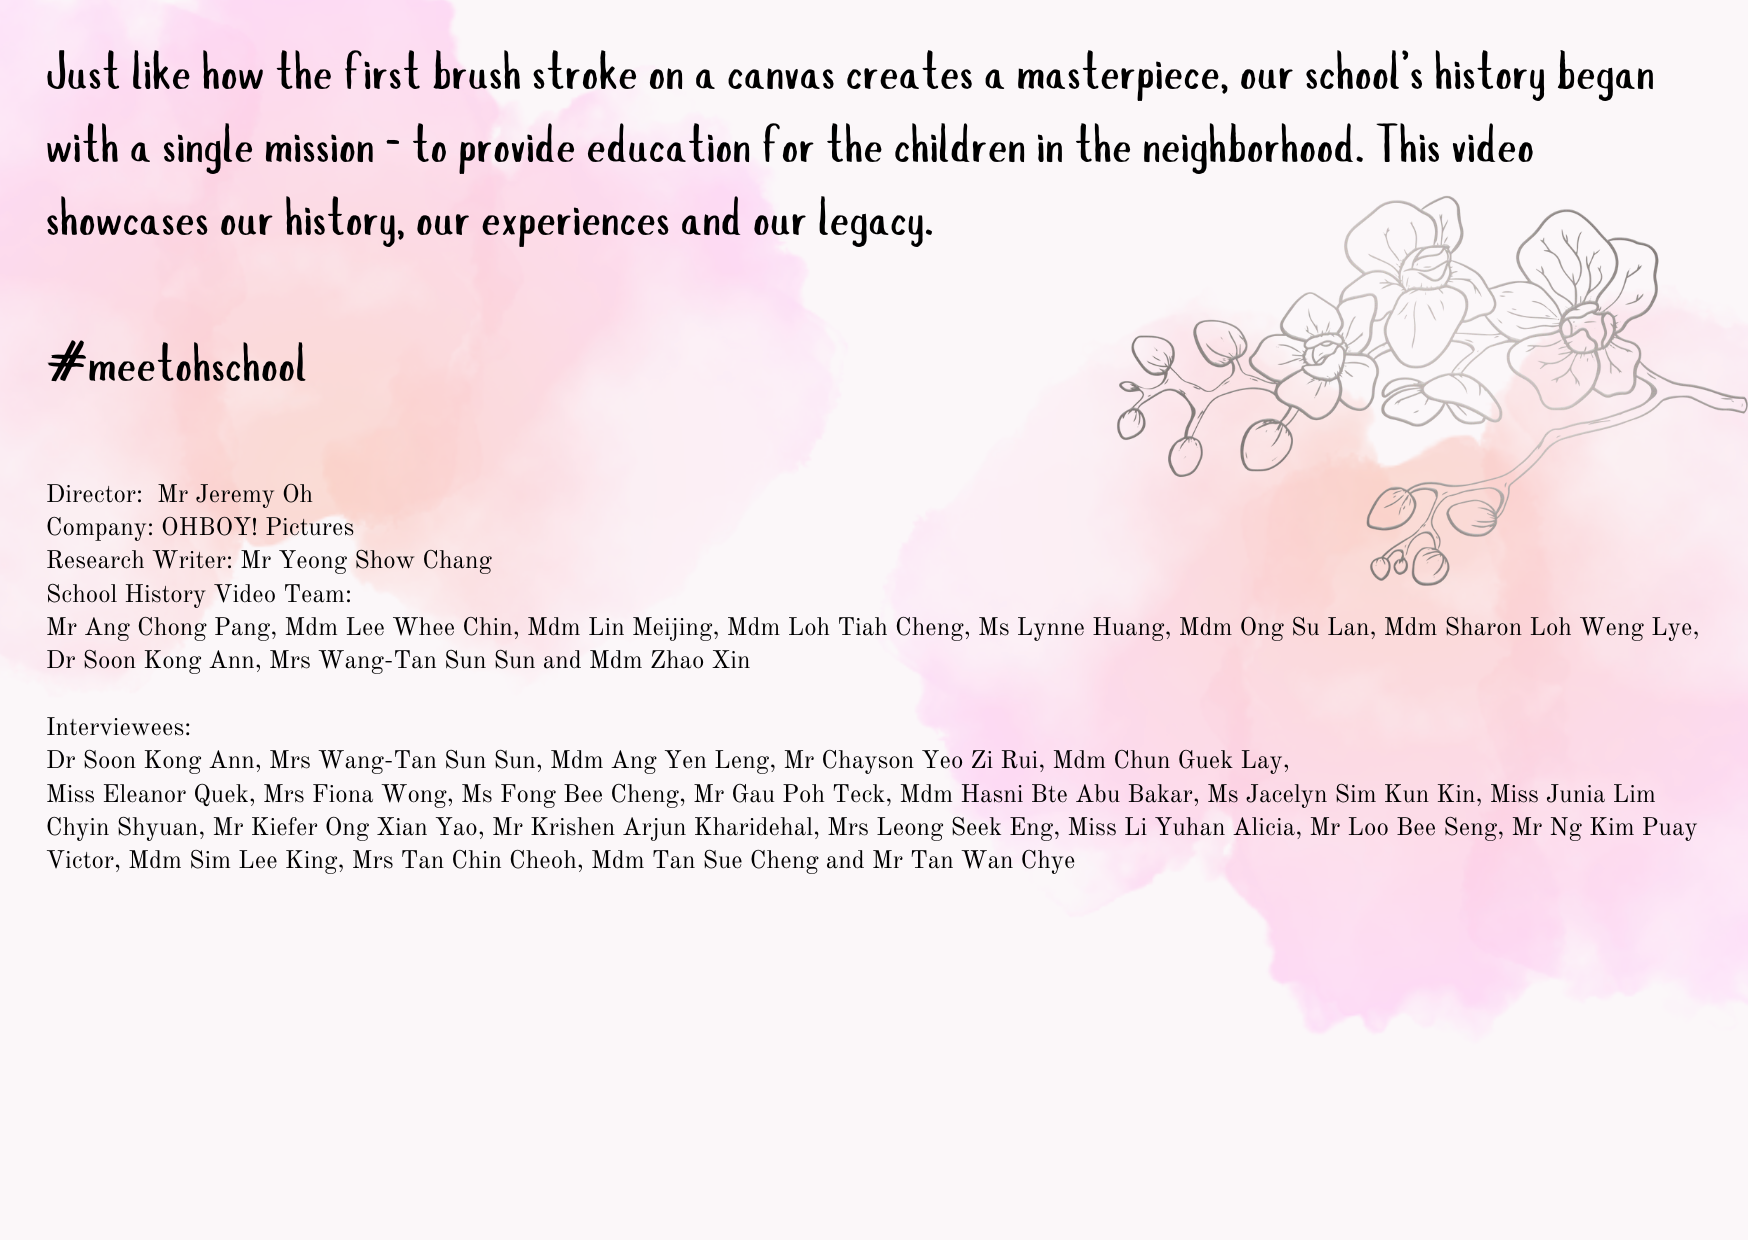 Just like how the first brush stroke on a canvas creates a masterpiece, our school's history began
with a single mission - to provide education for the children in the neighborhood. This video
showcases our history, our experiences and our legacy.
#meetohschool
Director:  Mr Jeremy Oh
Company: OHBOY! Pictures
Research Writer: Mr Yeong Show Chang
School History Video Team:
Mr Ang Chong Pang, Mdm Lee Whee Chin, Mdm Lin Meijing, Mdm Loh Tiah Cheng, Ms Lynne Huang, Mdm Ong Su Lan, Mdm Sharon Loh Weng Lye,
Dr Soon Kong Ann, Mrs Wang-Tan Sun Sun and Mdm Zhao Xin
Interviewees:
Dr Soon Kong Ann, Mrs Wang-Tan Sun Sun, Mdm Ang Yen Leng, Mr Chayson Yeo Zi Rui, Mdm Chun Guek Lay,
Miss Eleanor Quek, Mrs Fiona Wong, Ms Fong Bee Cheng, Mr Gau Poh Teck, Mdm Hasni Bte Abu Bakar, Ms Jacelyn Sim Kun Kin, Miss Junia Lim
Chyin Shyuan, Mr Kiefer Ong Xian Yao, Mr Krishen Arjun Kharidehal, Mrs Leong Seek Eng, Miss Li Yuhan Alicia, Mr Loo Bee Seng, Mr Ng Kim Puay
Victor, Mdm Sim Lee King, Mrs Tan Chin Cheoh, Mdm Tan Sue Cheng and Mr Tan Wan Chye